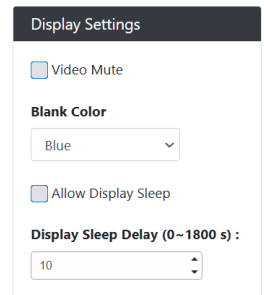 Display Settings
Video Mute
Blank Color
Blue
Allow Display Sleep
Display Sleep Delay (0~1800 s) :
10